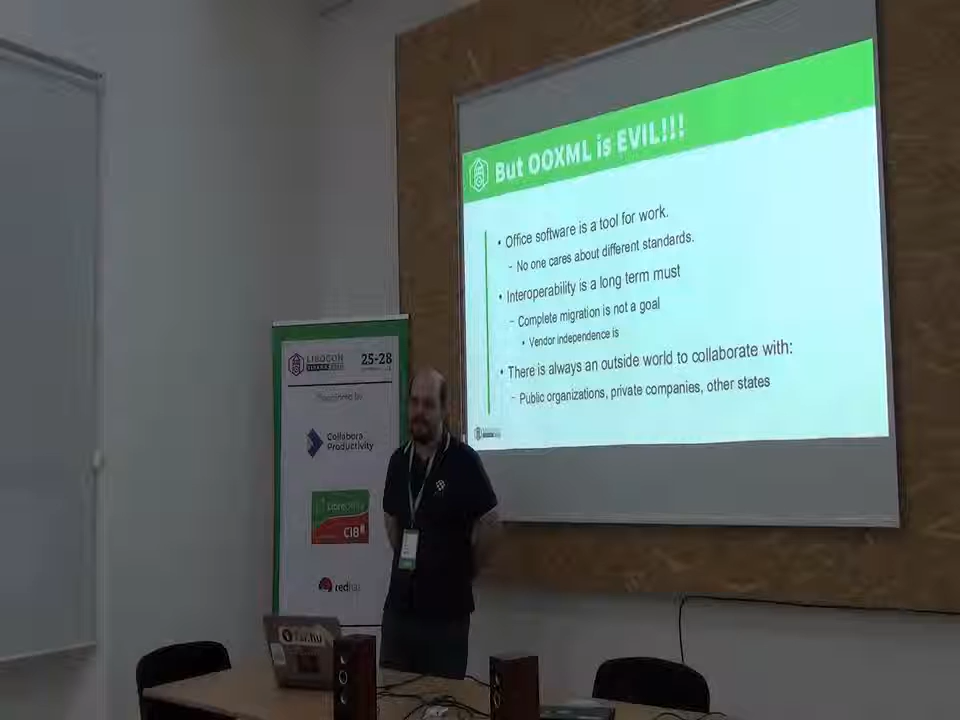 But OOXML is EVIL!!!
• Office software is a tool for work.
– No one cares about different standards.
• Interoperability is a long term must
– Complete migration is not a goal
• Vendor independence is
• There is always an outside world to collaborate with:
– Public organizations, private companies, other states
LIBOCON
25-28
Collabora
Productivity
CIB
redhat